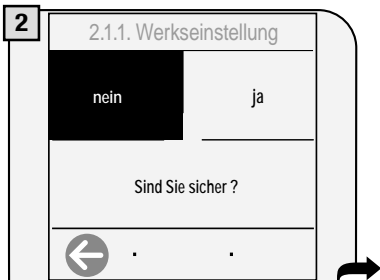 2
2.1.1. Werkseinstellung
nein ja
Sind Sie sicher ?
. .